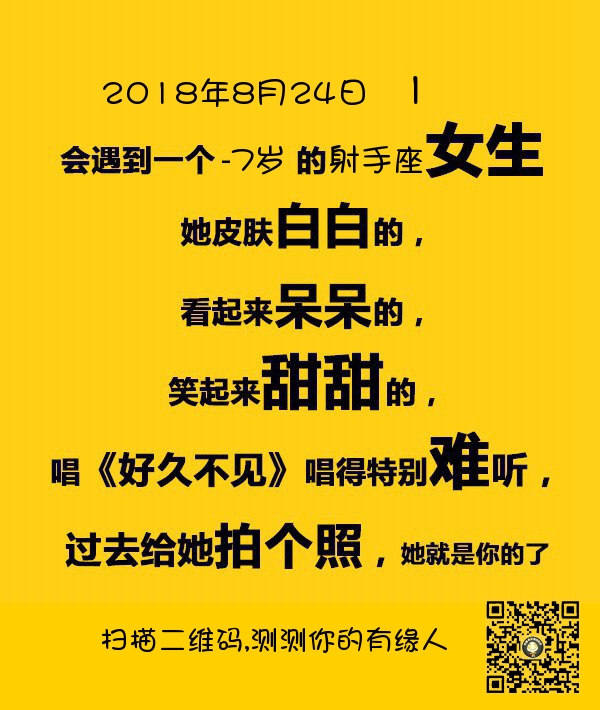 2018年8月24日 l
会遇到一个 -7岁 的射手座女生
她皮肤白白的，
看起来呆呆的，
笑起来甜甜的，
唱《好久不见》唱得特别难听，
过去给她拍个照，她就是你的了
扫描二维码,测测你的有缘人